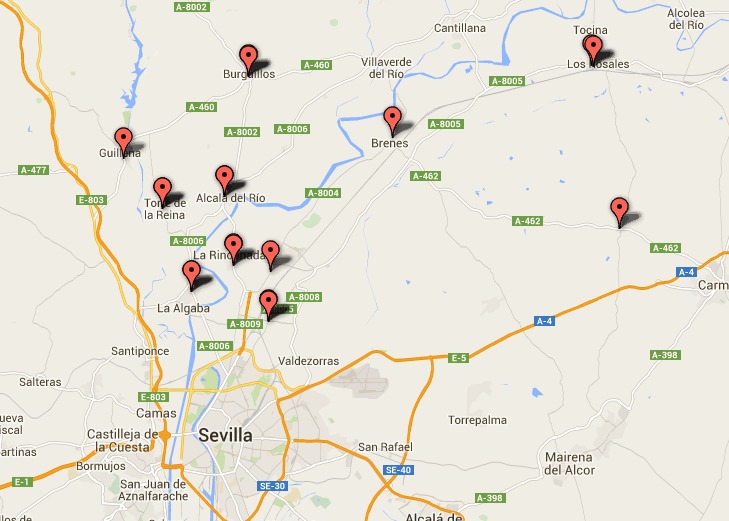 A-8002
Cantillana
Alcolea
del Río
Tocina
Los Rosales
Villaverde
del Río
A-460
Burguillos
A-8005
A-460
A-8002
A-8006
A-8005
Brenes
Guillena
A-477
A-462
E-803
Torre de
la Reina
Alcalá del Río
A-8004
A-462
A-8006
A-462
La Rinconada
A-4
Carm
La Algaba
A-8008
A-8009
A-4
A-8006
Santiponce
Valdezorras
E-5
A-398
Salteras
E-803
Camas
ueva
iscal
Castilleja de
la Cuesta
Sevilla
Torrepalma
artinas
Bormujos
San Rafael
Mairena
del Alcor
SE-40
E-1
San Juan de
Aznalfarache
SE-30
A-398
Alcalá de